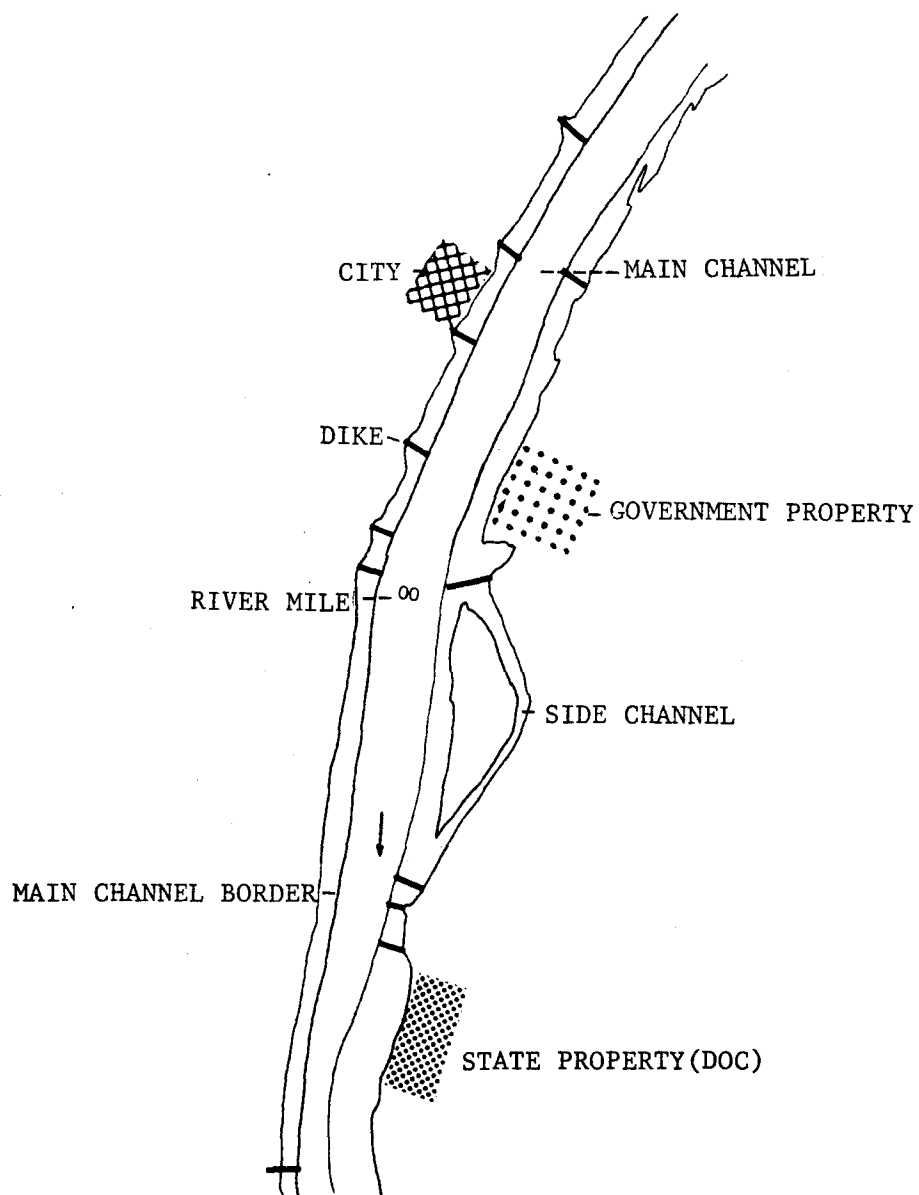 CITY
MAIN CHANNEL
DIKE
GOVERNMENT PROPERTY
RIVER MILE
00
SIDE CHANNEL
MAIN CHANNEL BORDER
STATE PROPERTY(DOC)